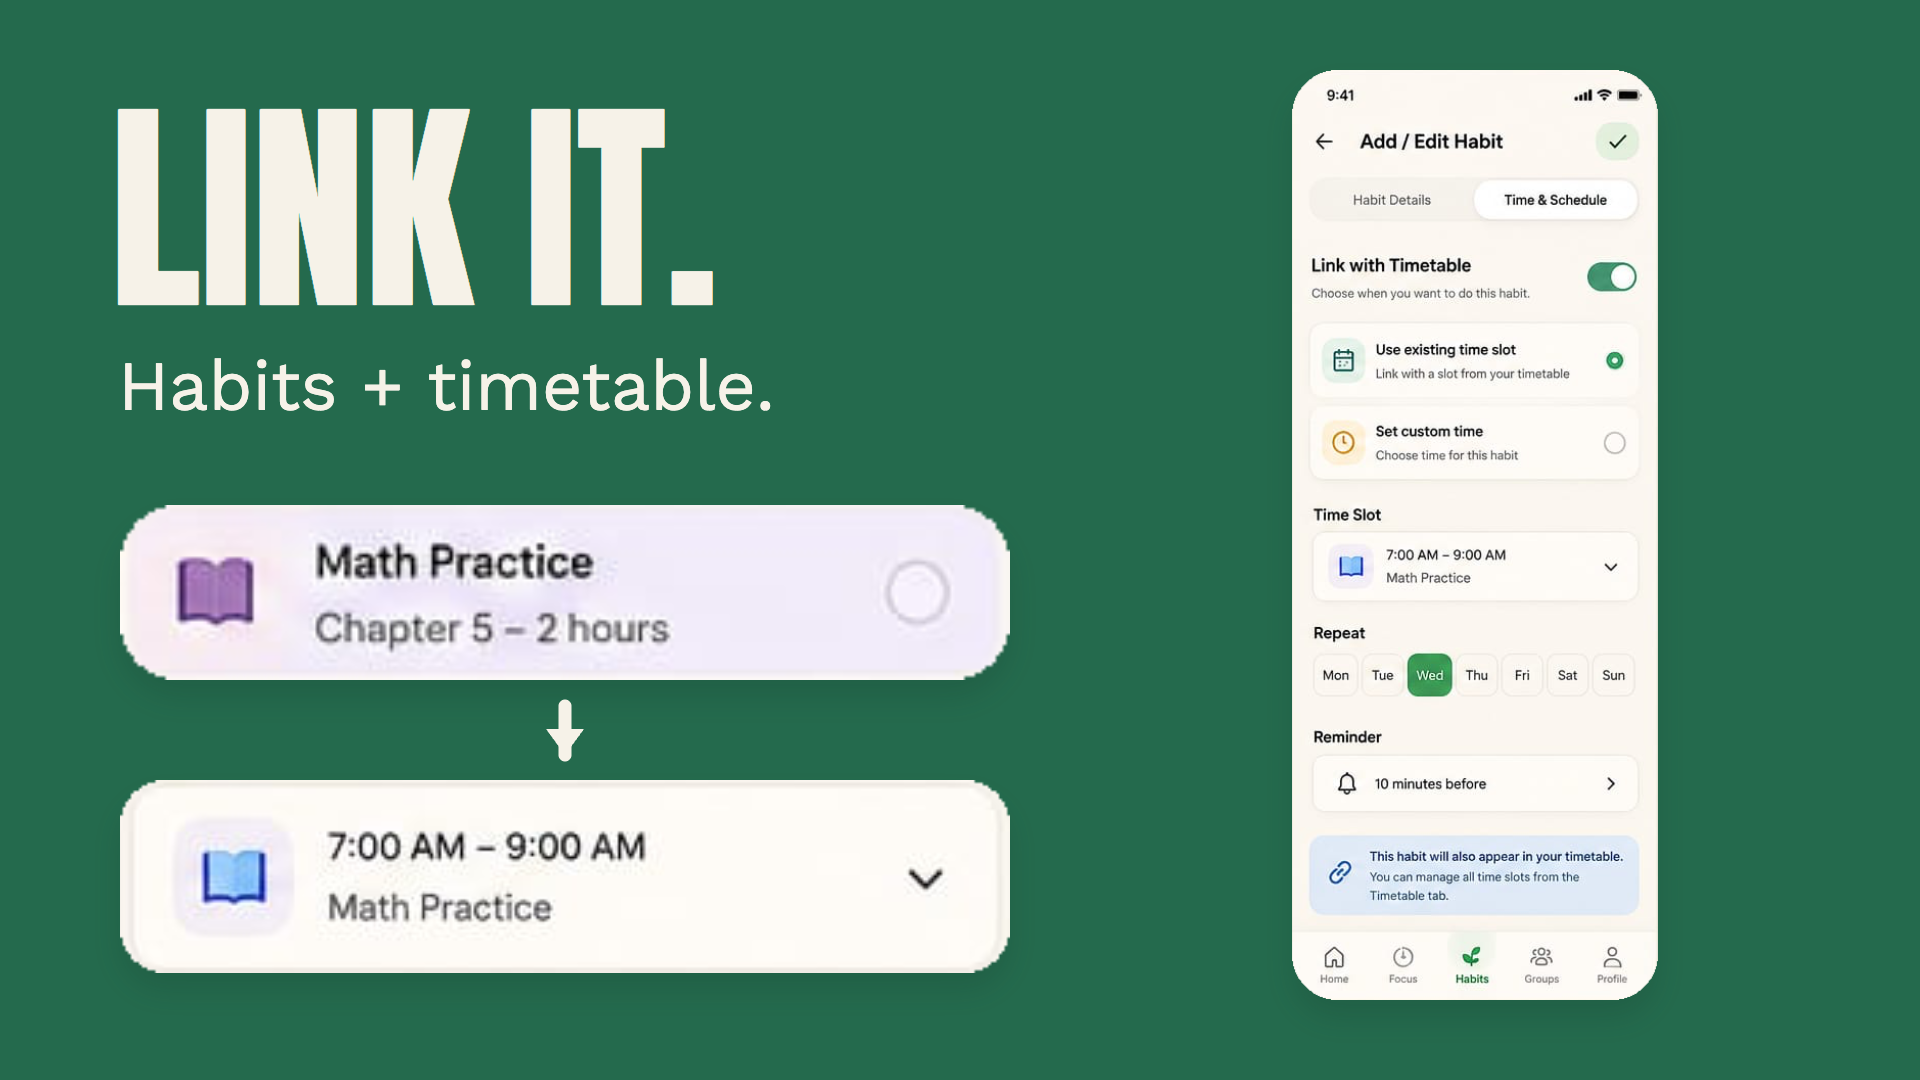 LINK IT.
Habits + timetable.
Math Practice
Chapter 5 – 2 hours
7:00 AM – 9:00 AM
Math Practice
9:41
Add / Edit Habit
Habit Details
Time & Schedule
Link with Timetable
Choose when you want to do this habit.
Use existing time slot
Link with a slot from your timetable
Set custom time
Choose time for this habit
Time Slot
7:00 AM – 9:00 AM
Math Practice
Repeat
Mon Tue Wed Thu Fri Sat Sun
Reminder
10 minutes before
This habit will also appear in your timetable.
You can manage all time slots from the
Timetable tab.
Home Focus Habits Groups Profile